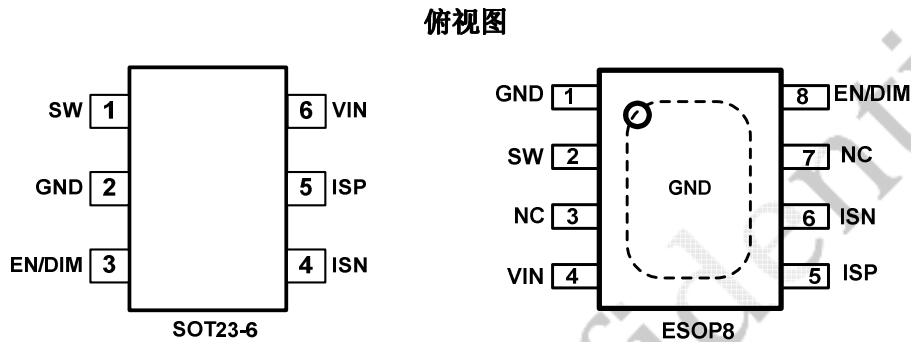 俯视图
SW 1
6 VIN
GND 2
5 ISP
EN/DIM 3
4 ISN
SOT23-6
GND 1
8 EN/DIM
SW 2
7 NC
NC 3
6 ISN
VIN 4
5 ISP
GND
ESOP8